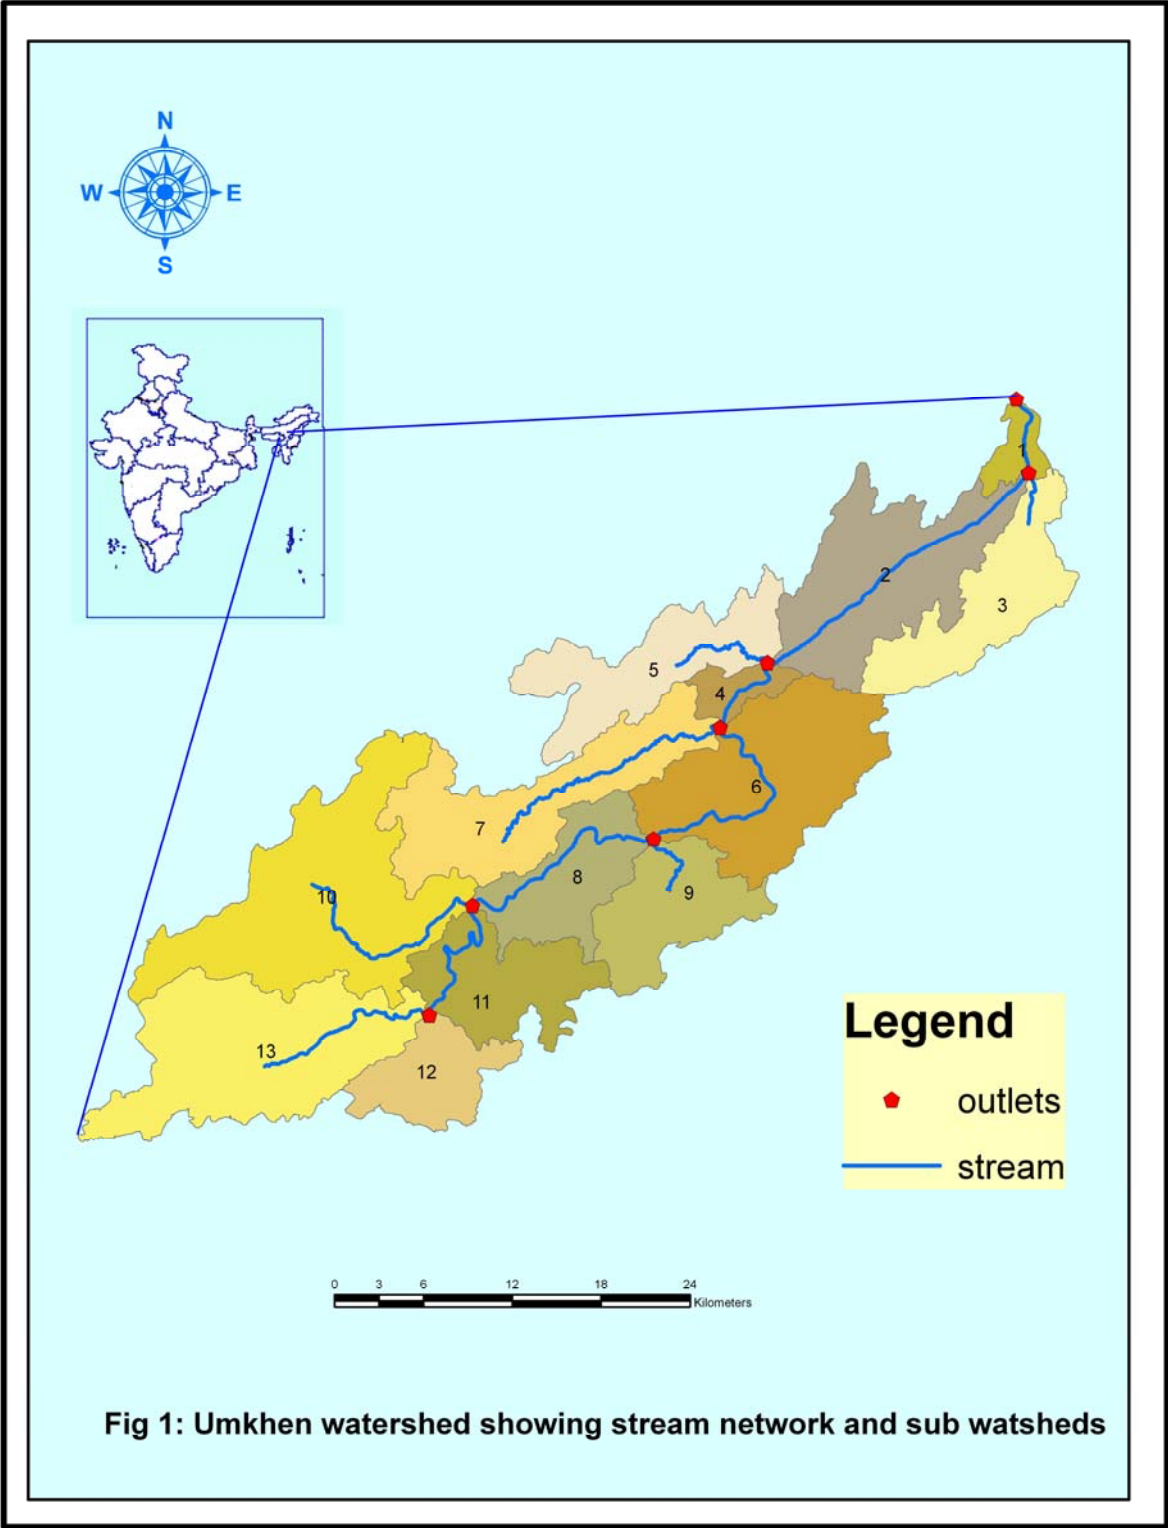 N
W E
S
1
2
3
5
4
6
7
8
9
10
11
13
12
Legend
outlets
stream
0 3 6 12 18 24
Kilometers
Fig 1: Umkhen watershed showing stream network and sub watsheds